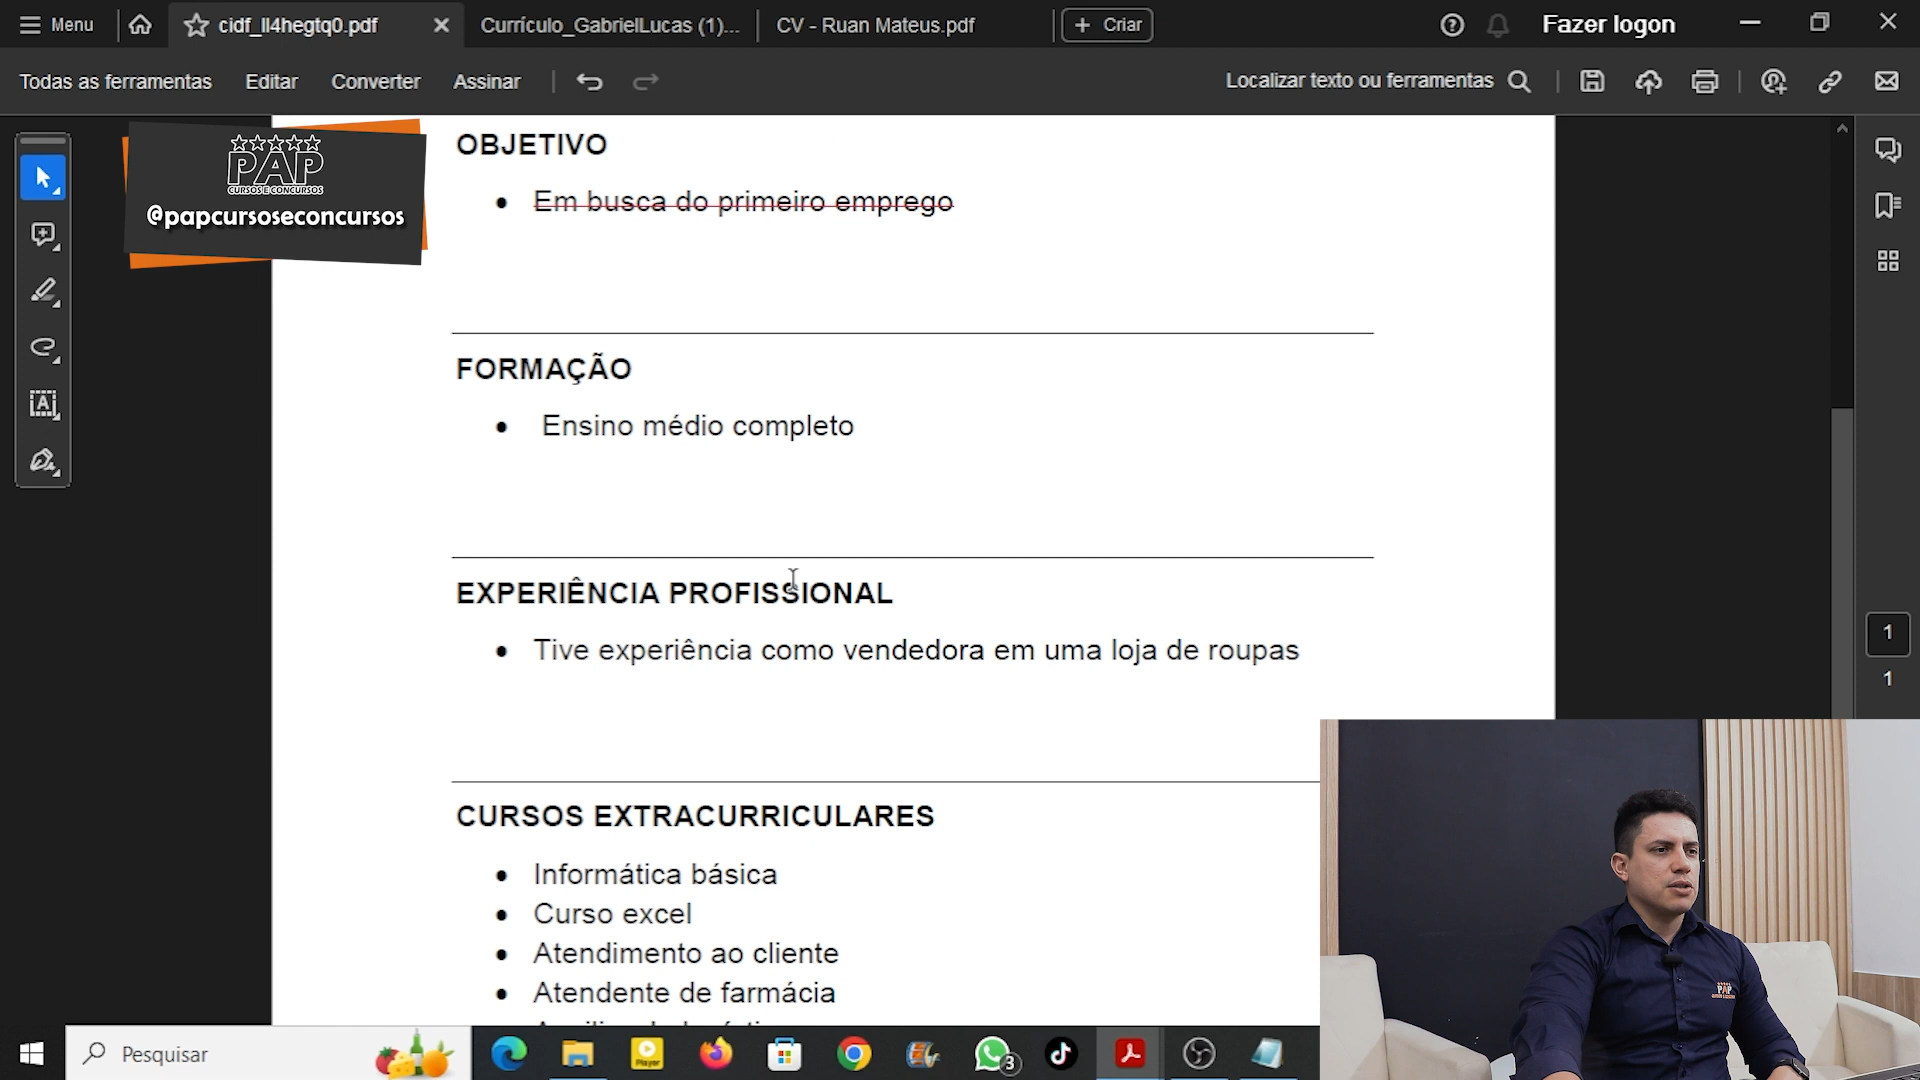 Menu
cidf_ll4hegtq0.pdf
Currículo_GabrielLucas (1)...
CV - Ruan Mateus.pdf
+ Criar
Fazer logon
Todas as ferramentas
Editar
Converter
Assinar
Localizar texto ou ferramentas
PAP
CURSOS E CONCURSOS
@papcursoseconcursos
OBJETIVO
• Em busca do primeiro emprego
FORMAÇÃO
• Ensino médio completo
EXPERIÊNCIA PROFISSIONAL
• Tive experiência como vendedora em uma loja de roupas
1
1
CURSOS EXTRACURRICULARES
• Informática básica
• Curso excel
• Atendimento ao cliente
• Atendente de farmácia
PAP
Pesquisar
Player
3